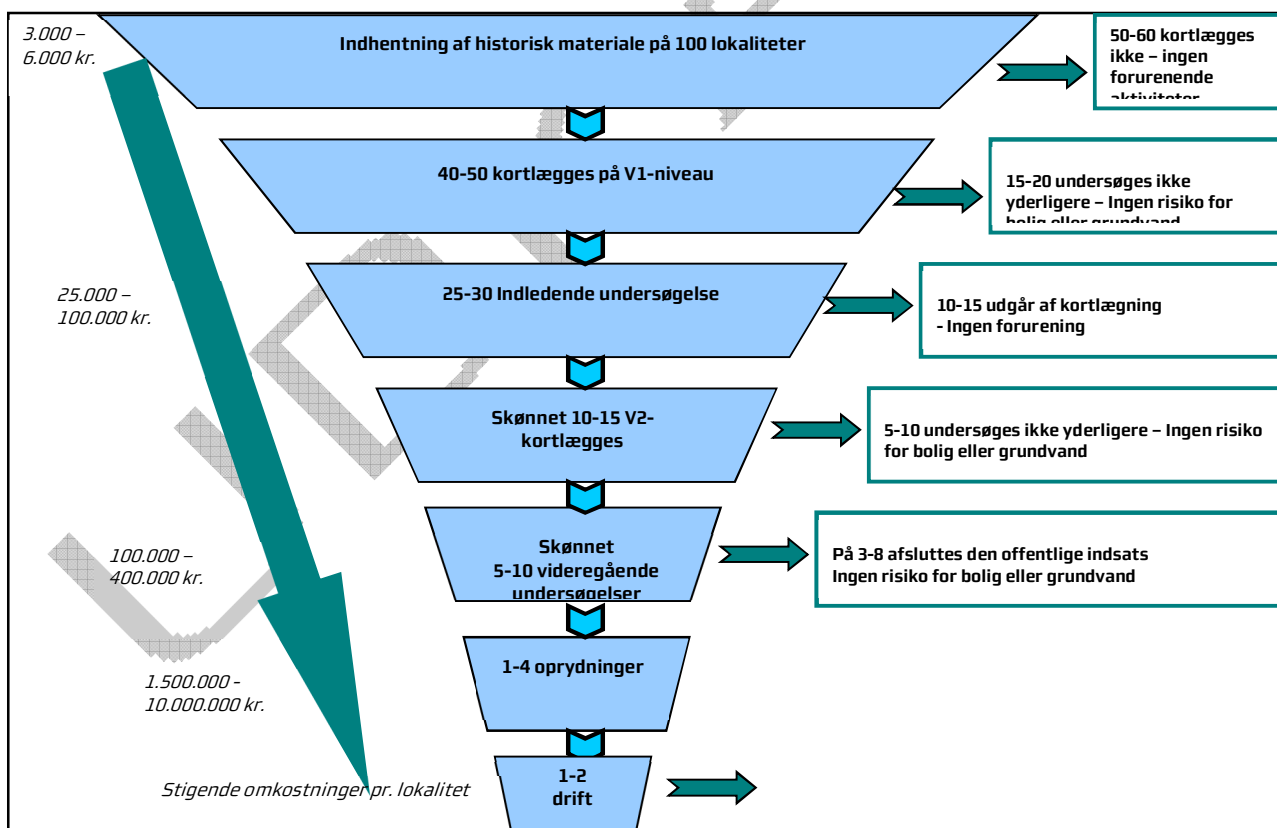 3.000 –
6.000 kr.
Indhentning af historisk materiale på 100 lokaliteter
50-60 kortlægges
ikke – ingen
forurenende
aktiviteter
40-50 kortlægges på V1-niveau
15-20 undersøges ikke
yderligere – Ingen risiko for
bolig eller grundvand
25.000 –
100.000 kr.
25-30 Indledende undersøgelse
10-15 udgår af kortlægning
- Ingen forurening
Skønnet 10-15 V2-
kortlægges
5-10 undersøges ikke yderligere – Ingen risiko
for bolig eller grundvand
100.000 –
400.000 kr.
Skønnet
5-10 videregående
undersøgelser
På 3-8 afsluttes den offentlige indsats
Ingen risiko for bolig eller grundvand
1.500.000 -
10.000.000 kr.
1-4 oprydninger
Stigende omkostninger pr. lokalitet
1-2
drift